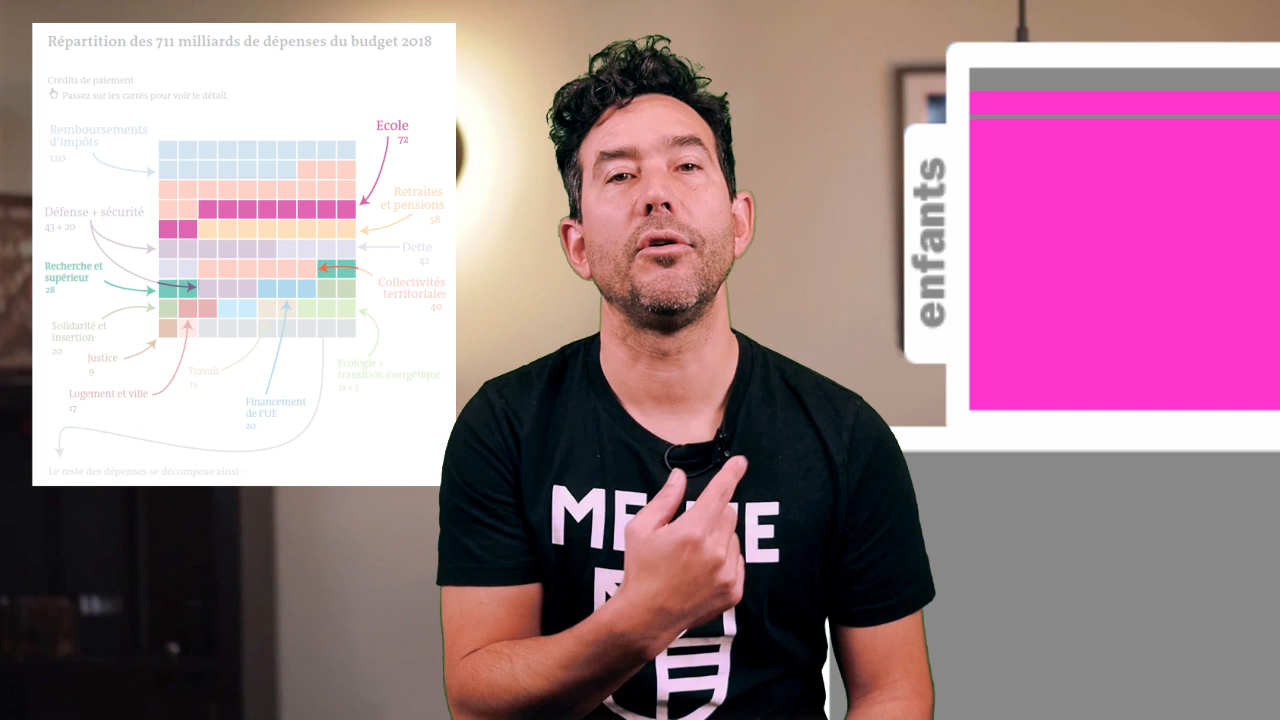 Répartition des 711 milliards de dépenses du budget 2018
Crédits de paiement
Passez sur les carrés pour voir le détail.
Ecole
72
Remboursements
d'impôts
120
Retraites
et pensions
58
Défense + sécurité
43 + 20
Dette
42
Recherche et
supérieur
28
Collectivités
territoriales
40
Solidarité et
insertion
20
Justice
9
Travail
15
Ecologie +
transition énergétique
11 + 7
Logement et ville
17
Financement
de l'UE
20
Le reste des dépenses se décompose ainsi :
enfants